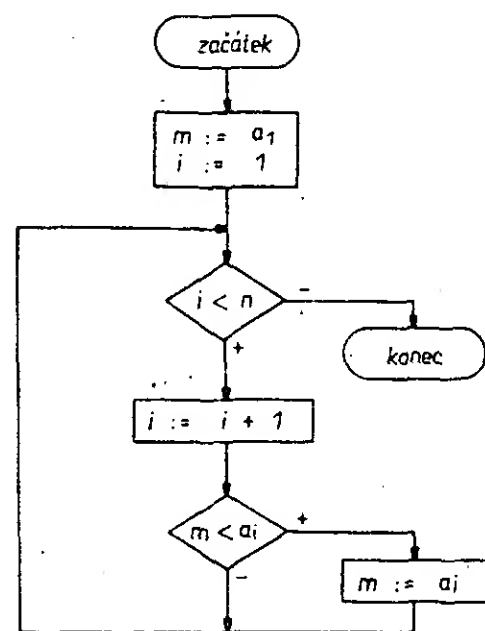 začátek
m := a1
i := 1
i < n
-
+
konec
i := i + 1
m < ai
+
-
m := ai